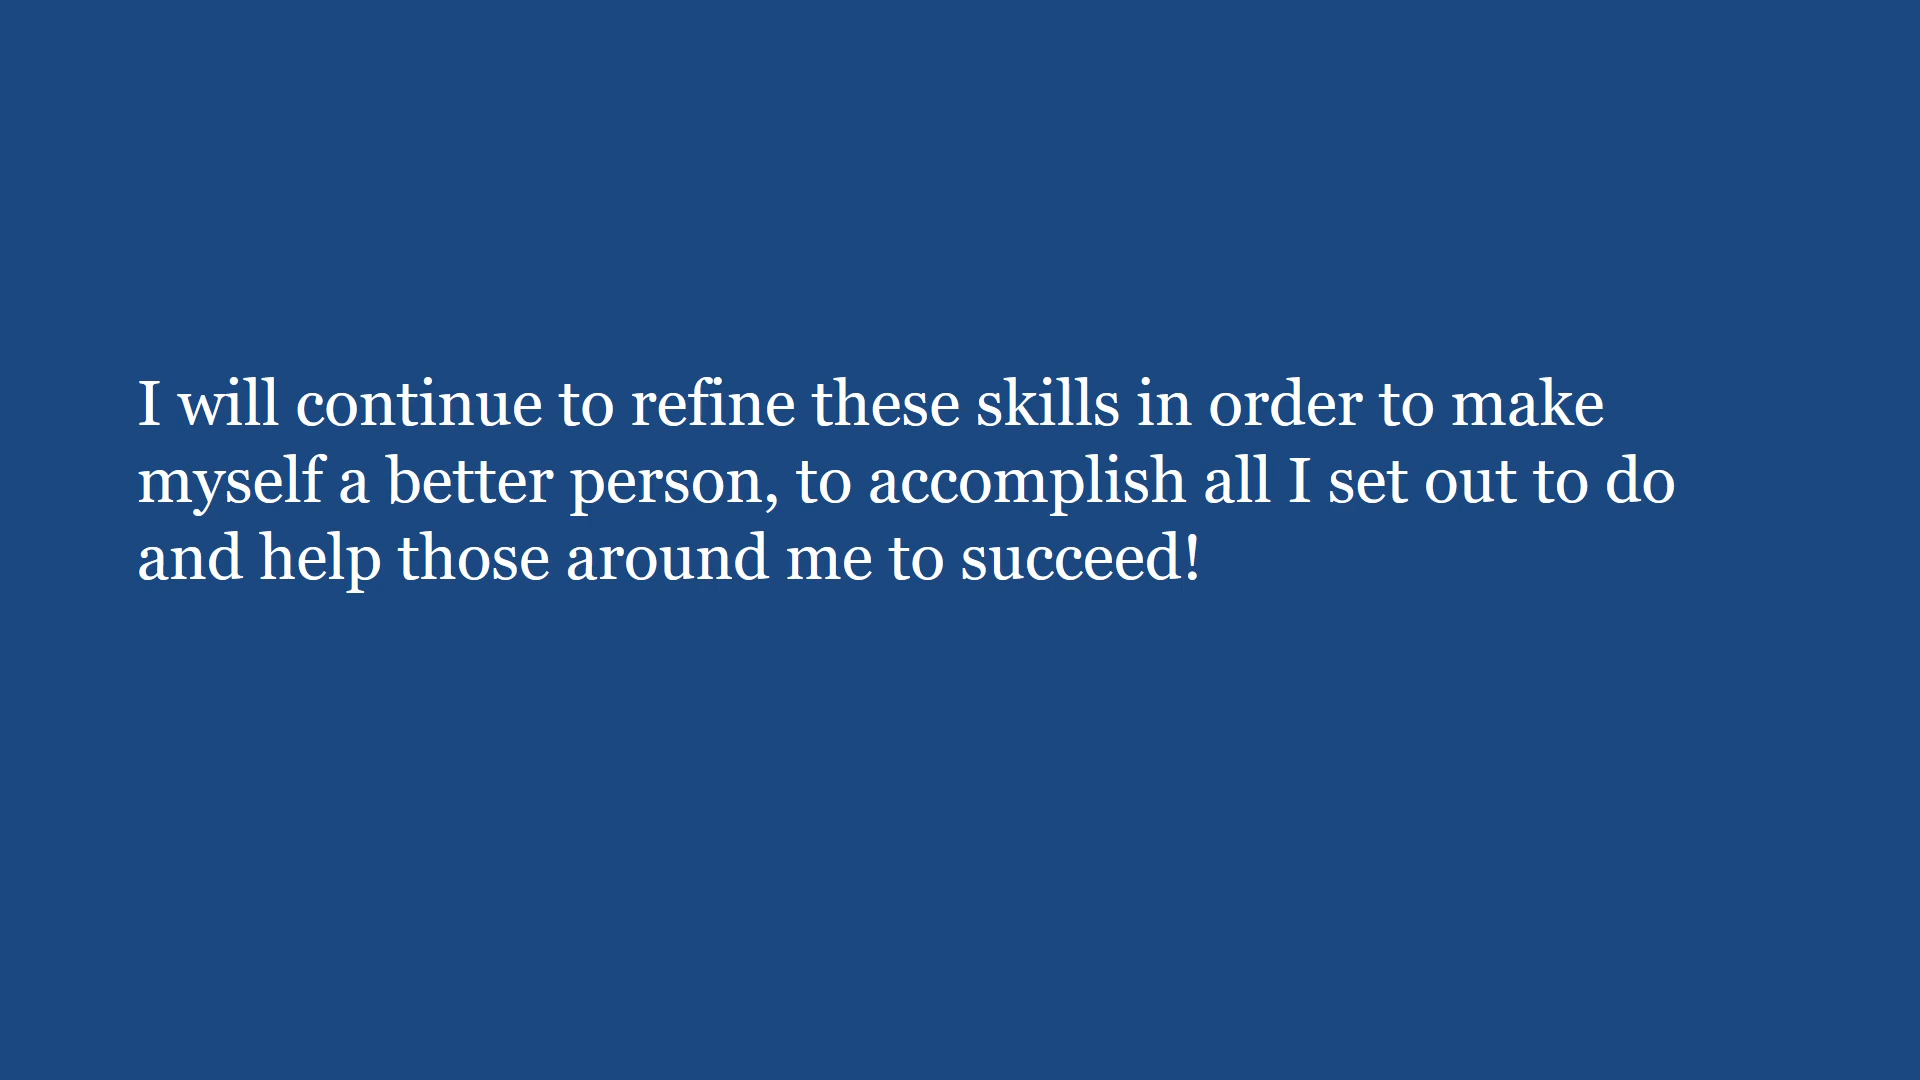 I will continue to refine these skills in order to make
myself a better person, to accomplish all I set out to do
and help those around me to succeed!